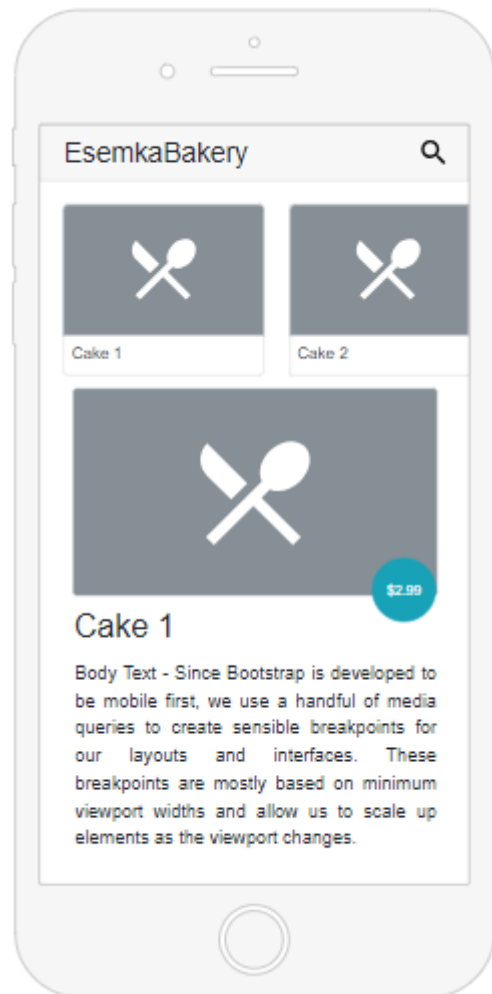 EsemkaBakery
Cake 1
Cake 2
$2.99
Cake 1
Body Text - Since Bootstrap is developed to
be mobile first, we use a handful of media
queries to create sensible breakpoints for
our layouts and interfaces. These
breakpoints are mostly based on minimum
viewport widths and allow us to scale up
elements as the viewport changes.